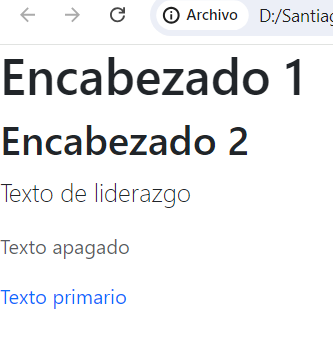 Archivo D:/Santiag
Encabezado 1
Encabezado 2
Texto de liderazgo
Texto apagado
Texto primario